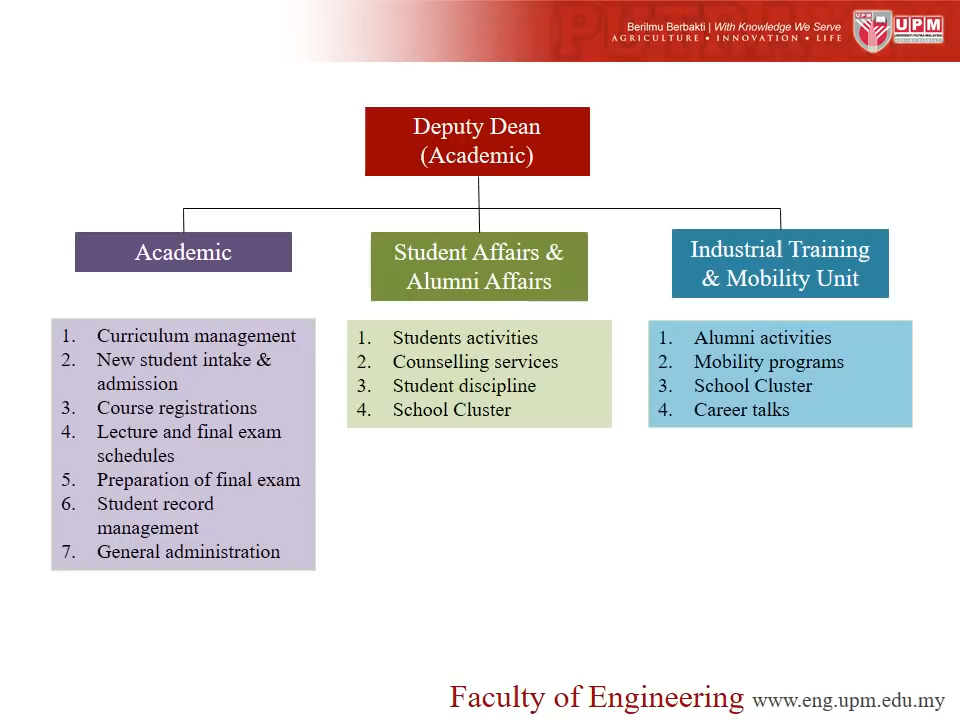 Berilmu Berbakti | With Knowledge We Serve
AGRICULTURE • INNOVATION • LIFE
UPM
UNIVERSITI PUTRA MALAYSIA
Deputy Dean
(Academic)
Academic
Student Affairs &
Alumni Affairs
Industrial Training
& Mobility Unit
1. Curriculum management
2. New student intake &
admission
3. Course registrations
4. Lecture and final exam
schedules
5. Preparation of final exam
6. Student record
management
7. General administration
1. Students activities
2. Counselling services
3. Student discipline
4. School Cluster
1. Alumni activities
2. Mobility programs
3. School Cluster
4. Career talks
Faculty of Engineering www.eng.upm.edu.my